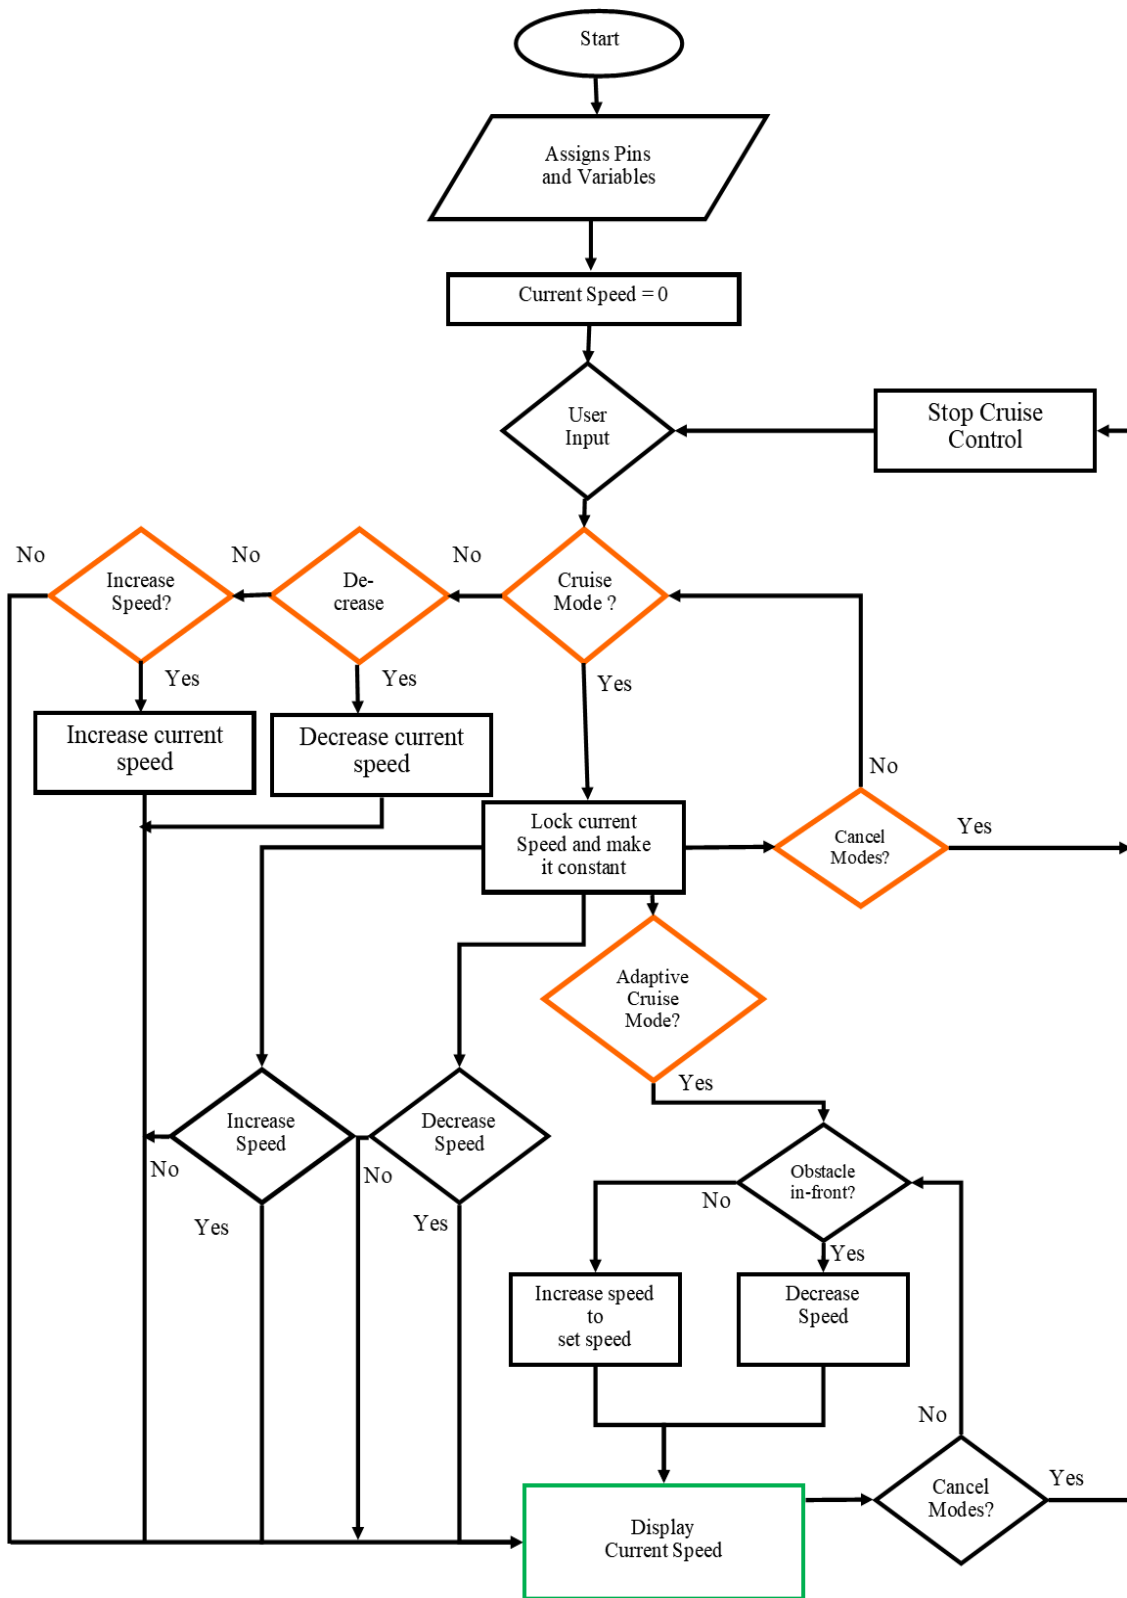 Start
Assigns Pins
and Variables
Current Speed = 0
User
Input
Stop Cruise
Control
No
Increase
Speed?
No
De-
crease
No
Cruise
Mode ?
Yes
Yes
Yes
Increase current
speed
Decrease current
speed
No
Lock current
Speed and make
it constant
Cancel
Modes?
Yes
Adaptive
Cruise
Mode?
Yes
Increase
Speed
Decrease
Speed
No
No
Obstacle
in-front?
No
Yes
Yes
Yes
Increase speed
to
set speed
Decrease
Speed
No
Cancel
Modes?
Yes
Display
Current Speed